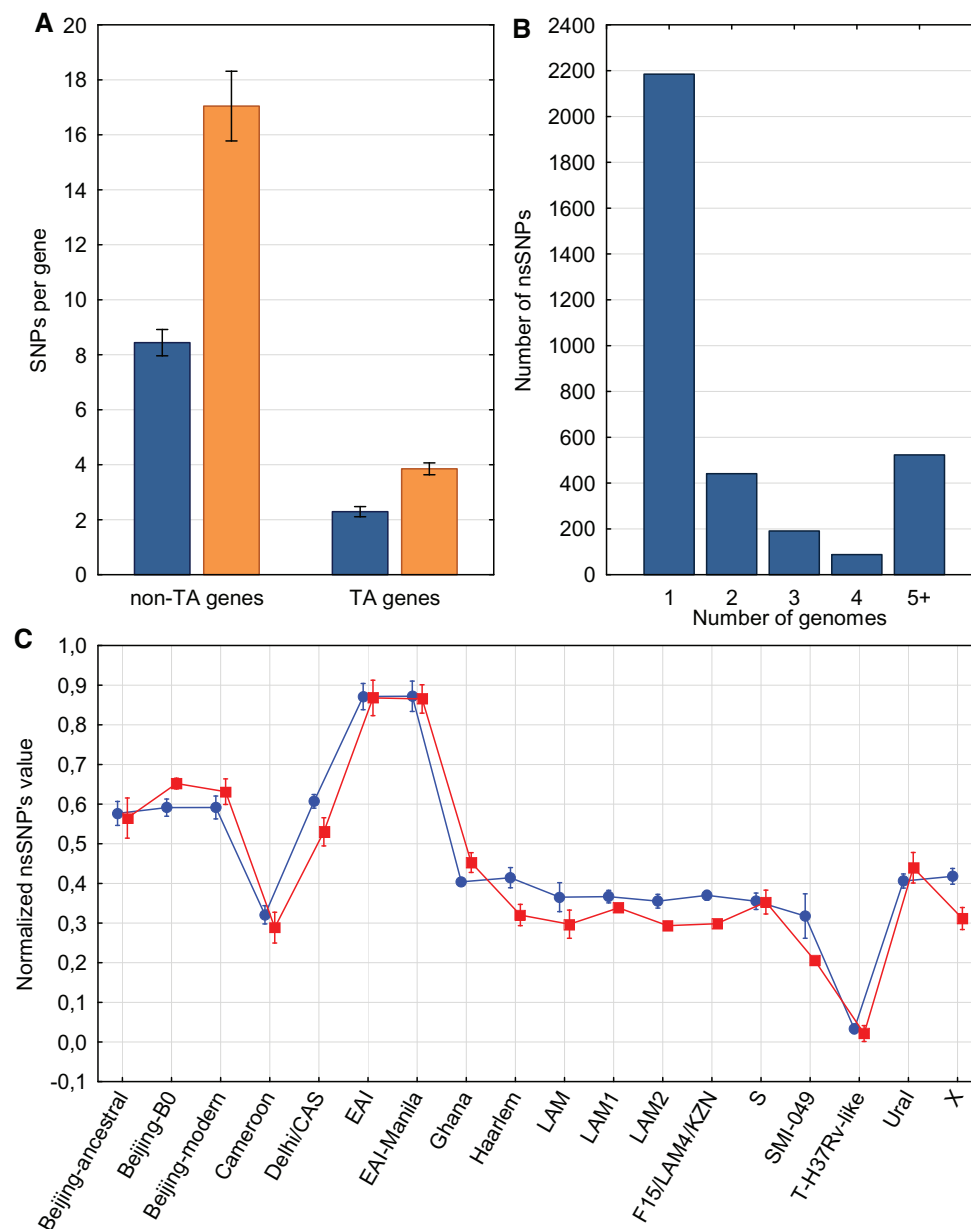 A
20
18
16
14
12
10
8
6
4
2
0
SNPs per gene
non-TA genes
TA genes
B
2400
2200
2000
1800
1600
1400
1200
1000
800
600
400
200
0
Number of nsSNPs
1
2
3
4
5+
Number of genomes
C
1,0
0,9
0,8
0,7
0,6
0,5
0,4
0,3
0,2
0,1
0,0
-0,1
Normalized nsSNP's value
Beijing-ancestral
Beijing-B0
Beijing-modern
Cameroon
Delhi/CAS
EAI
EAI-Manila
Ghana
Haarlem
LAM
LAM1
LAM2
F15/LAM4/KZN
S
SMI-049
T-H37Rv-like
Ural
X